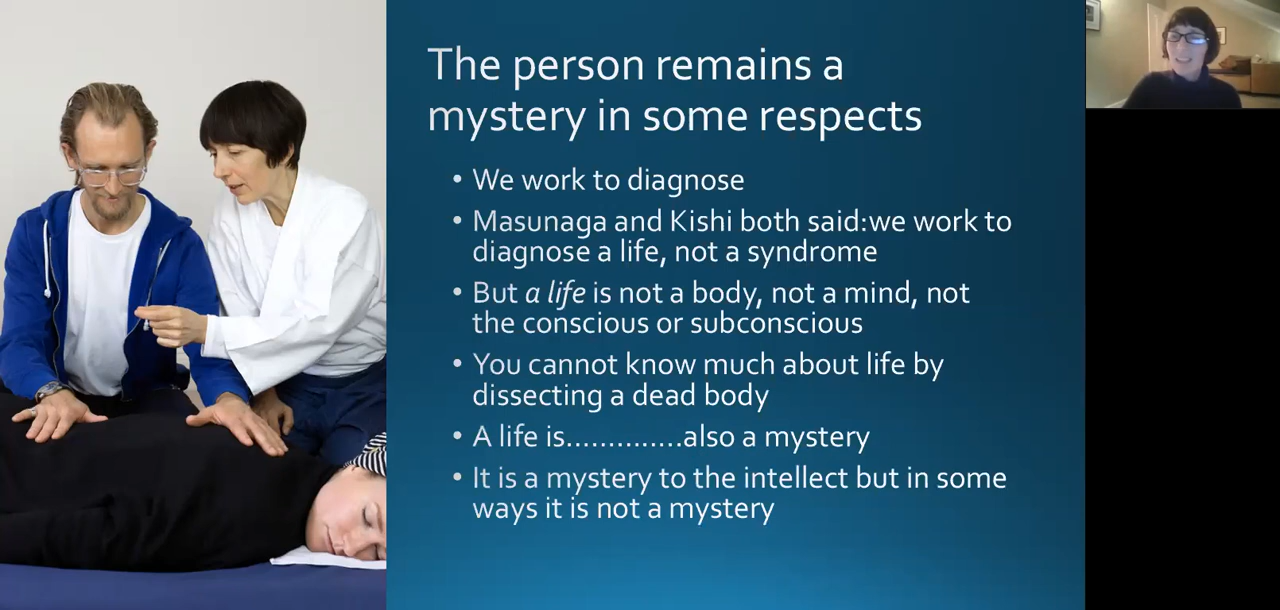 The person remains a
mystery in some respects
• We work to diagnose
• Masunaga and Kishi both said:we work to
diagnose a life, not a syndrome
• But a life is not a body, not a mind, not
the conscious or subconscious
• You cannot know much about life by
dissecting a dead body
• A life is..............also a mystery
• It is a mystery to the intellect but in some
ways it is not a mystery